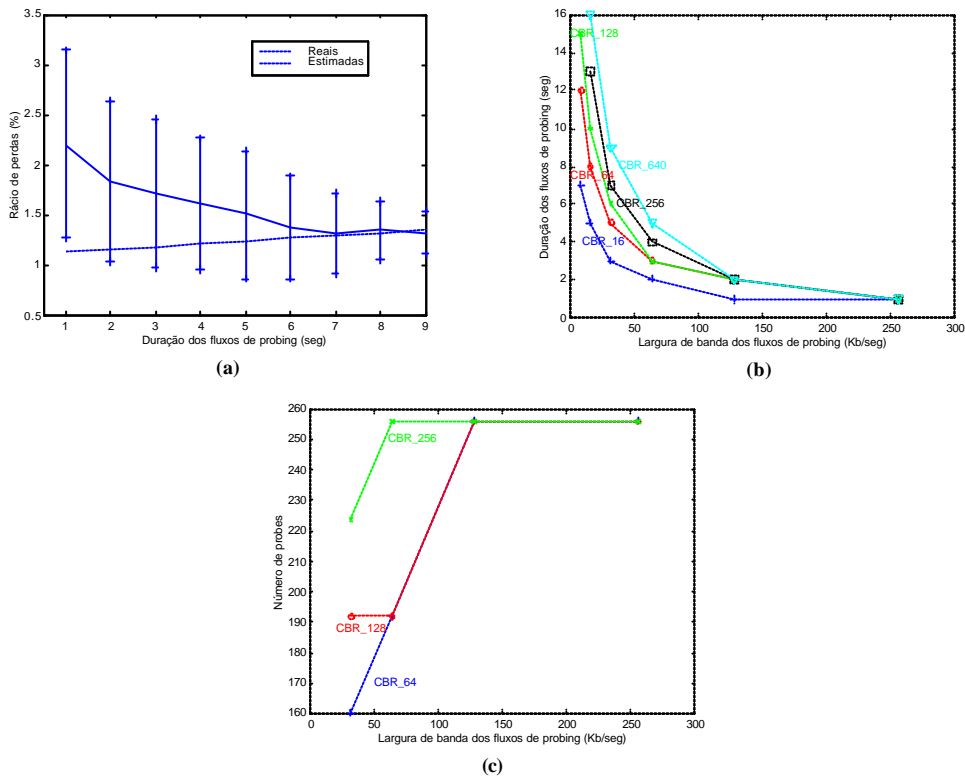 3.5
3
2.5
2
1.5
1
0.5
Rácio de perdas (%)
Reais
Estimadas
1 2 3 4 5 6 7 8 9
Duração dos fluxos de probing (seg)
(a)
16
14
12
10
8
6
4
2
0
Duração dos fluxos de probing (seg)
CBR_128
CBR_640
CBR_64
CBR_256
CBR_16
0 50 100 150 200 250 300
Largura de banda dos fluxos de probing (Kb/seg)
(b)
260
250
240
230
220
210
200
190
180
170
160
Número de probes
CBR_256
CBR_128
CBR_64
0 50 100 150 200 250 300
Largura de banda dos fluxos de probing (Kb/seg)
(c)